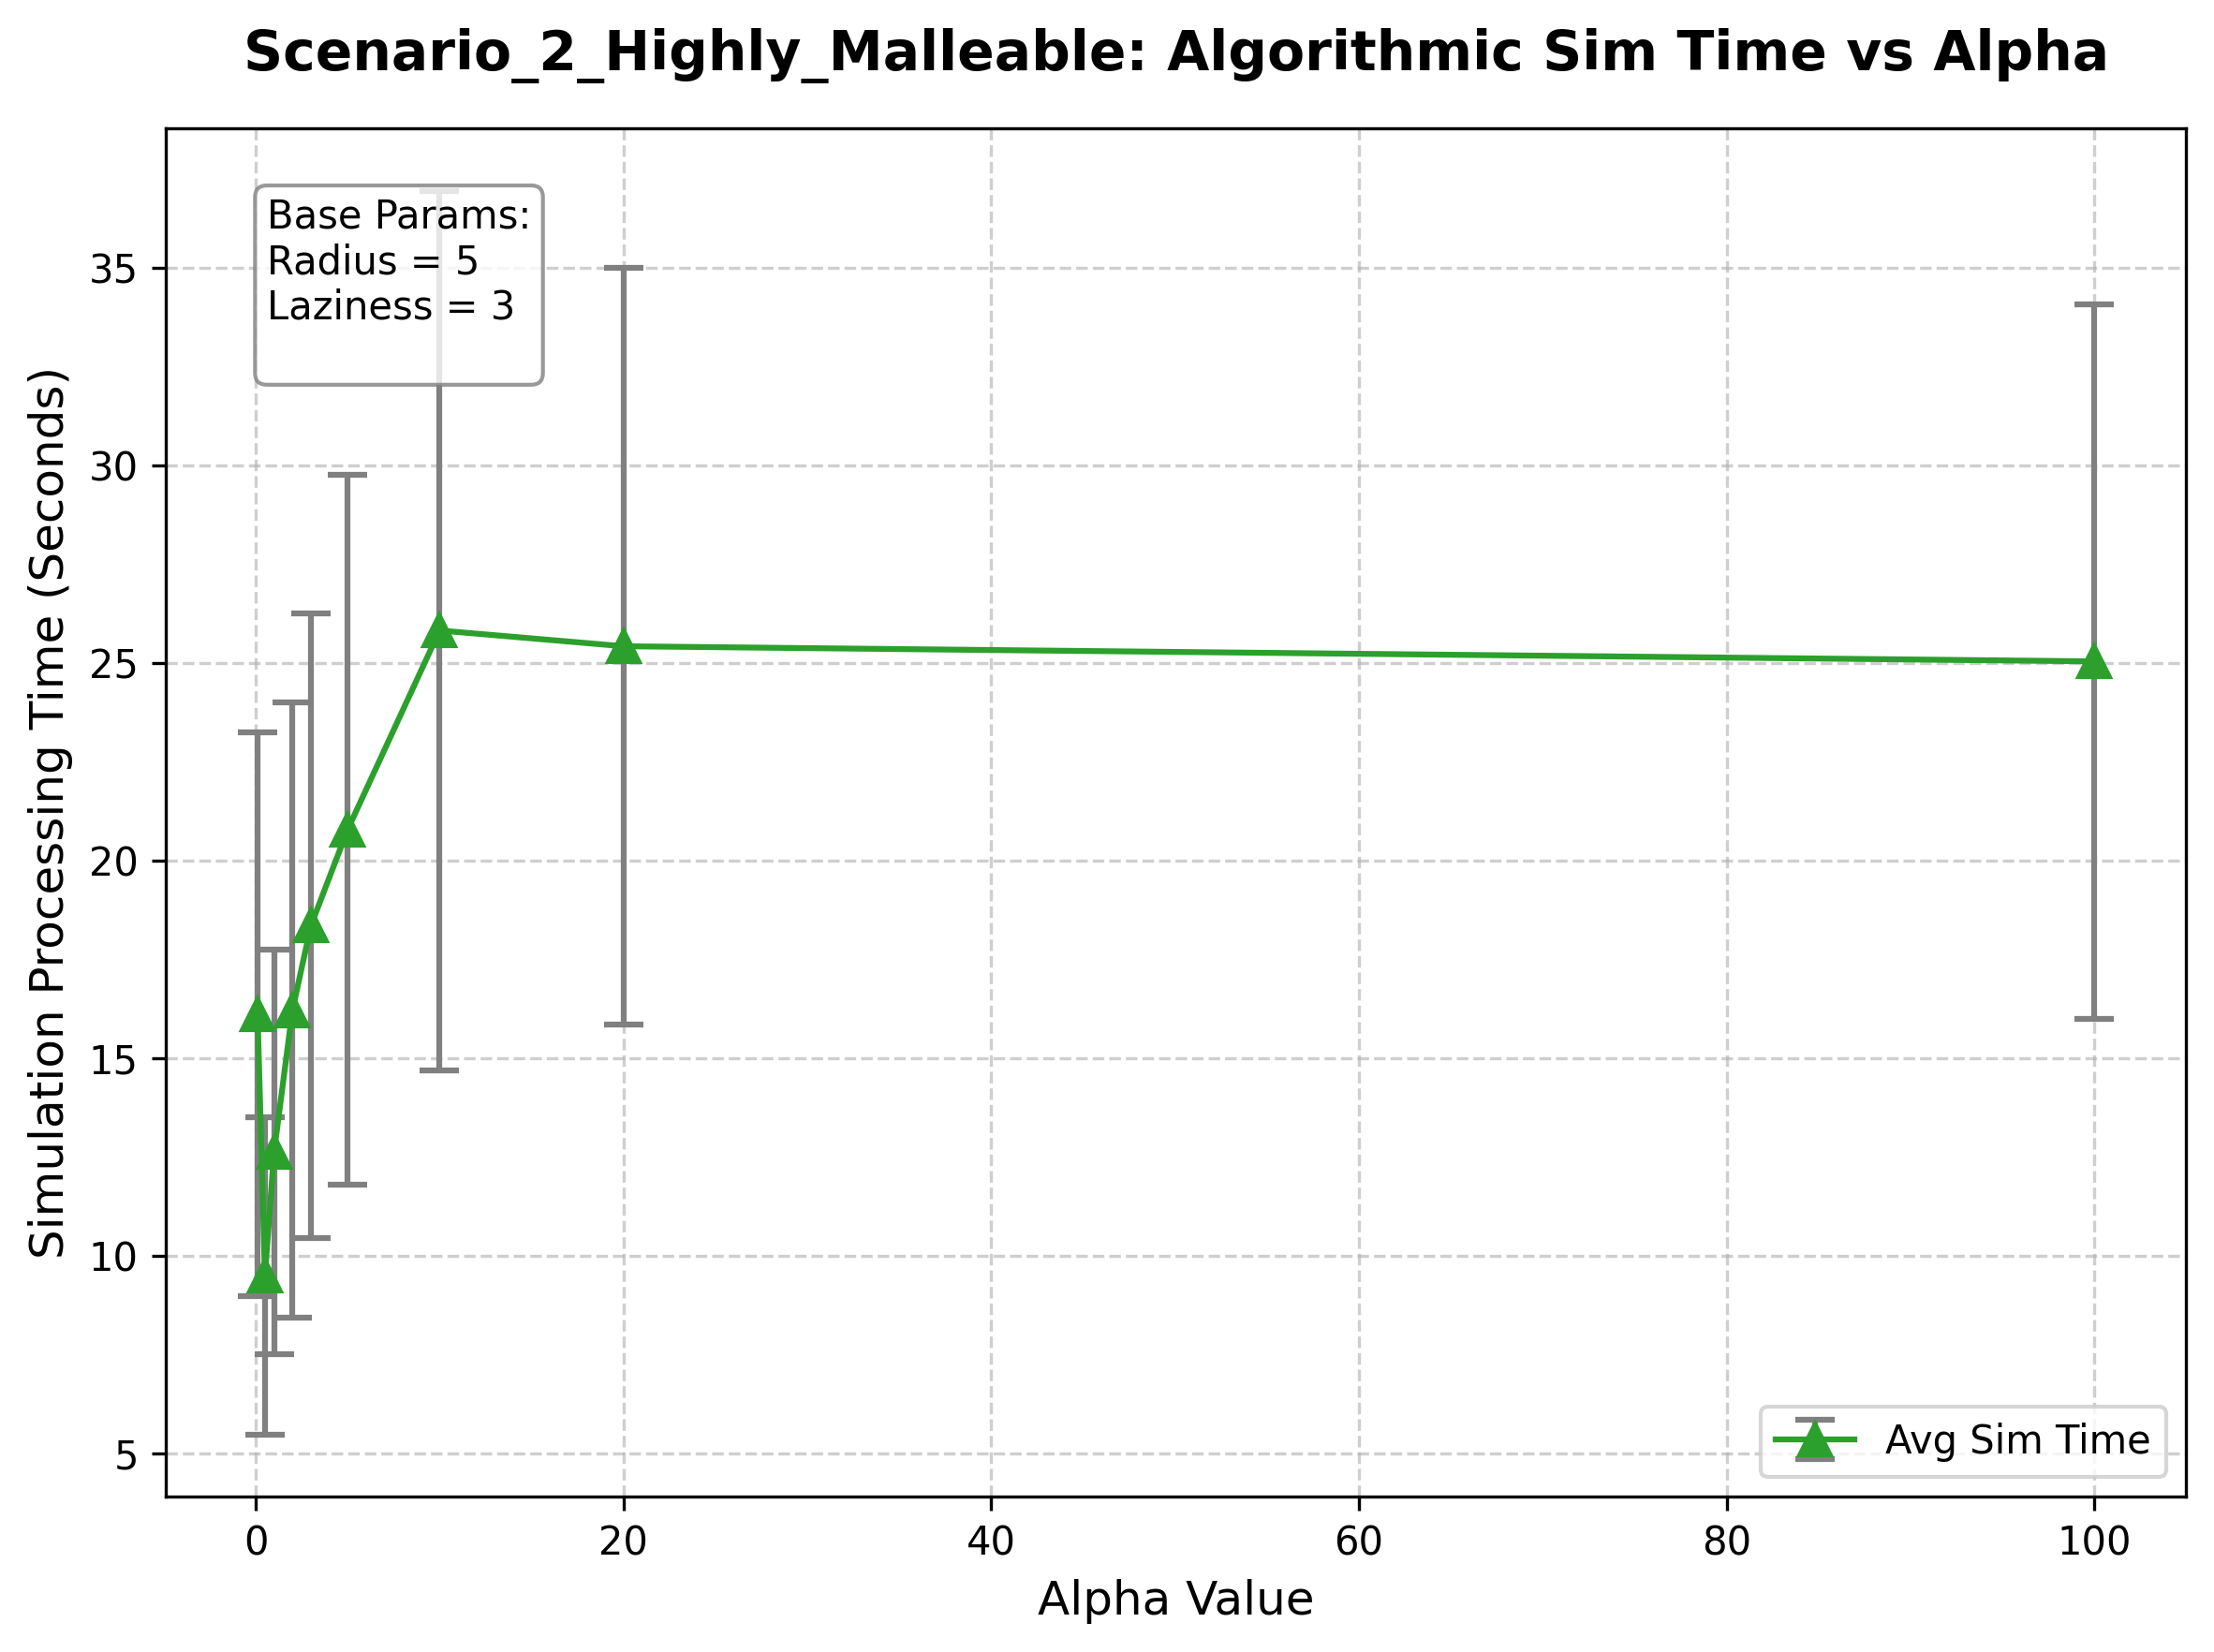 Scenario_2_Highly_Malleable: Algorithmic Sim Time vs Alpha
Base Params:
Radius = 5
Laziness = 3
Simulation Processing Time (Seconds)
35
30
25
20
15
10
5
0
20
40
60
80
100
Avg Sim Time
Alpha Value